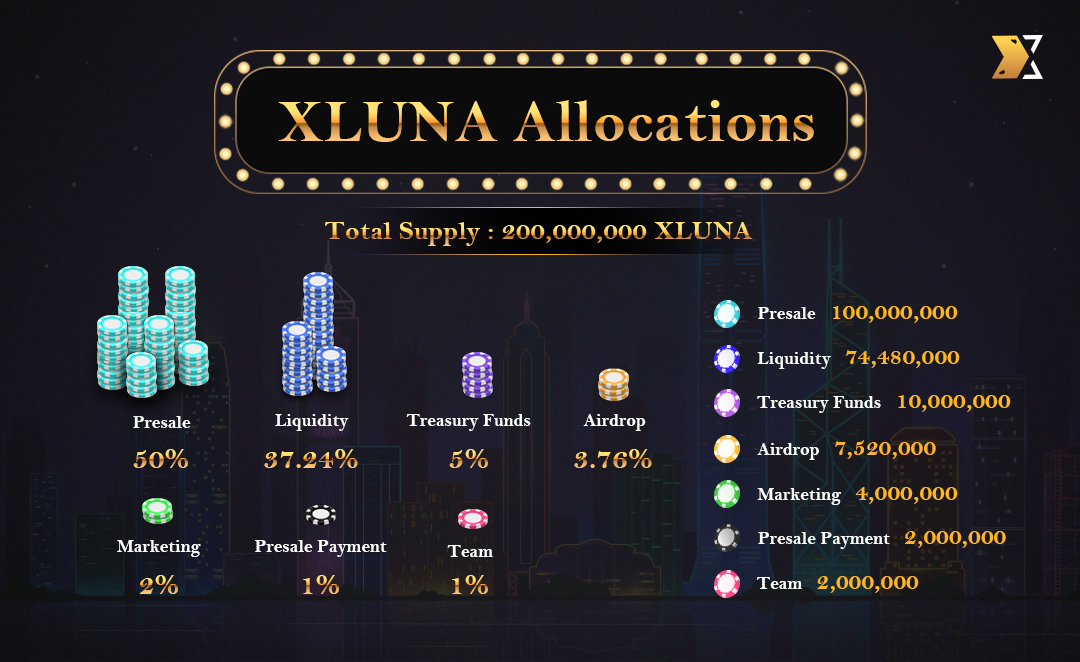 XLUNA Allocations
Total Supply : 200,000,000 XLUNA
Presale
50%
Liquidity
37.24%
Treasury Funds
5%
Airdrop
3.76%
Marketing
2%
Presale Payment
1%
Team
1%
Presale 100,000,000
Liquidity 74,480,000
Treasury Funds 10,000,000
Airdrop 7,520,000
Marketing 4,000,000
Presale Payment 2,000,000
Team 2,000,000